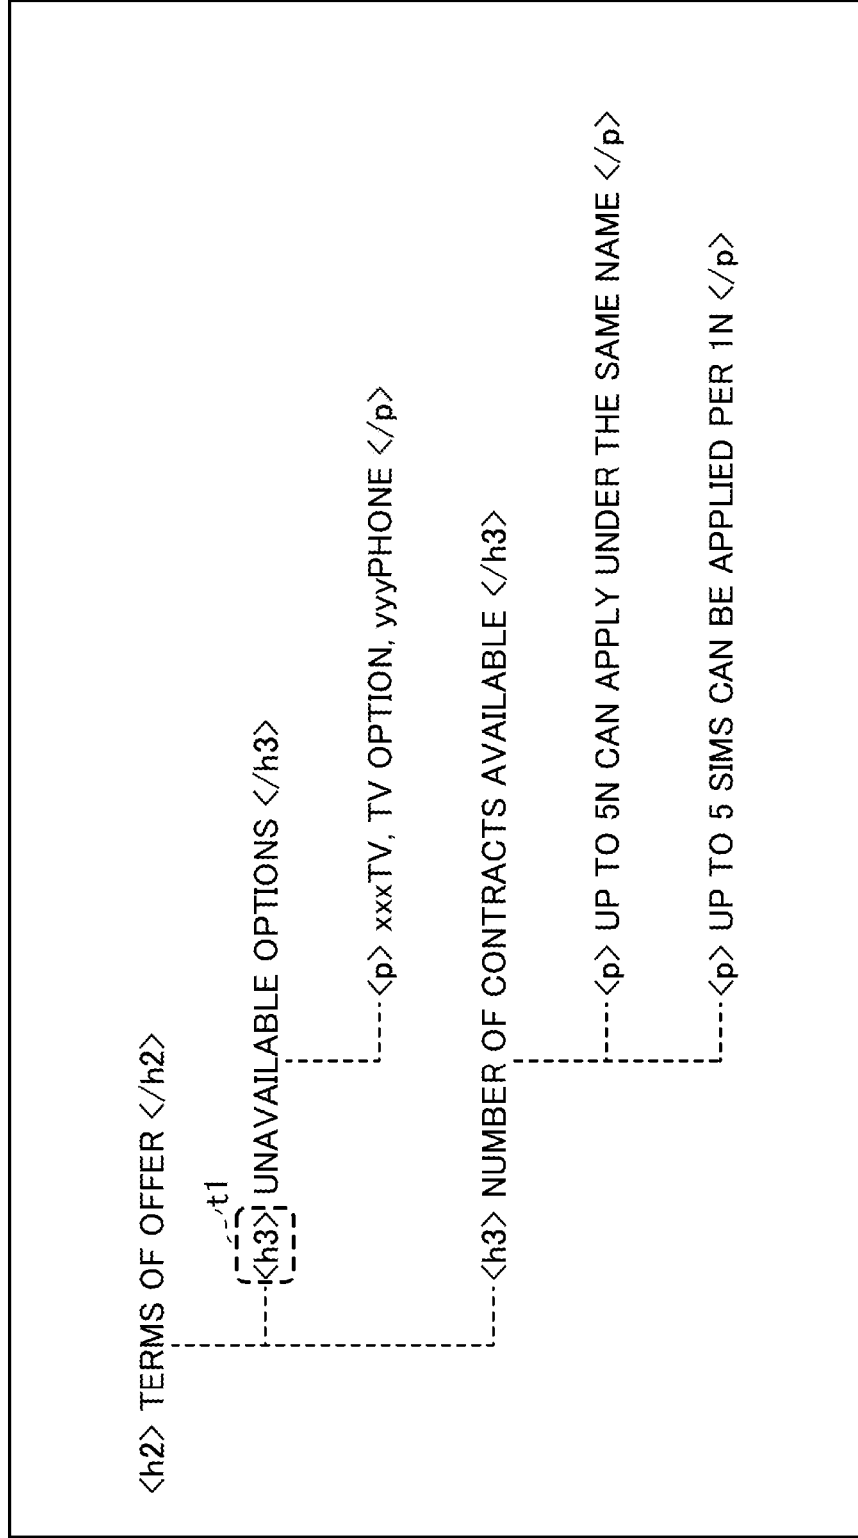 <h2> TERMS OF OFFER </h2>
t1
<h3> UNAVAILABLE OPTIONS </h3>
<p> xxxTV, TV OPTION, yyyPHONE </p>
<h3> NUMBER OF CONTRACTS AVAILABLE </h3>
<p> UP TO 5N CAN APPLY UNDER THE SAME NAME </p>
<p> UP TO 5 SIMS CAN BE APPLIED PER 1N </p>